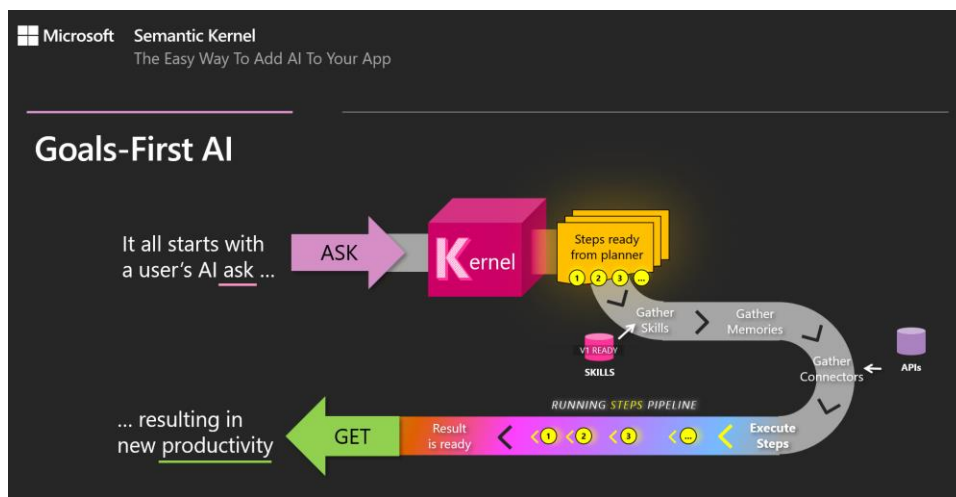 Microsoft Semantic Kernel
The Easy Way To Add AI To Your App
Goals-First AI
It all starts with
a user's AI ask ...
ASK
Kernel
Steps ready
from planner
1 2 3 ...
Gather
Skills
Gather
Memories
V1 READY
SKILLS
Gather
Connectors
APIs
RUNNING STEPS PIPELINE
... resulting in
new productivity
GET
Result
is ready
1 2 3 ...
Execute
Steps